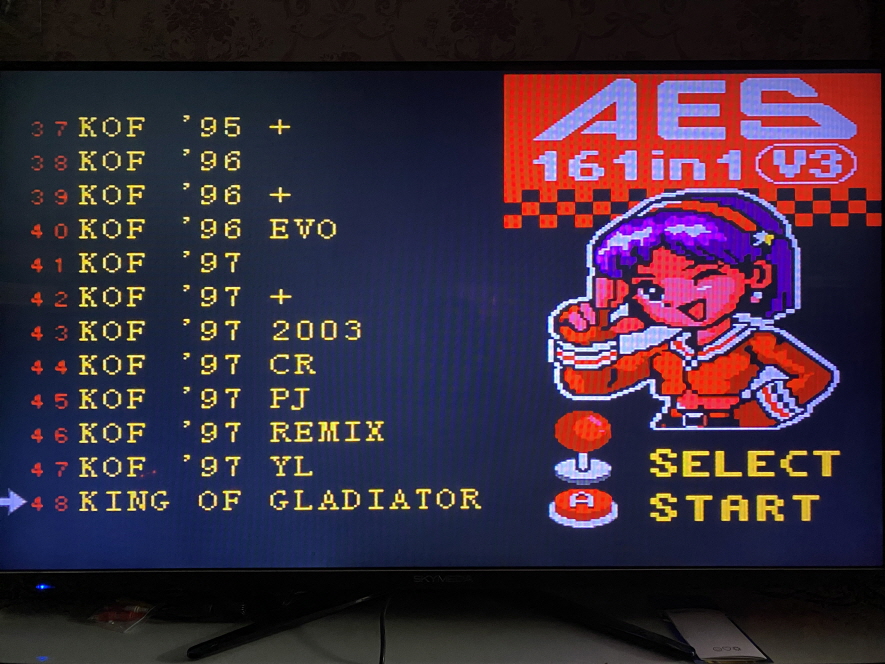 37 KOF '95 +
38 KOF '96
39 KOF '96 +
40 KOF '96 EVO
41 KOF '97
42 KOF '97 +
43 KOF '97 2003
44 KOF '97 CR
45 KOF '97 PJ
46 KOF '97 REMIX
47 KOF '97 YL
48 KING OF GLADIATOR
AES
161in1 V3
SELECT
A START
SKYMEDIA